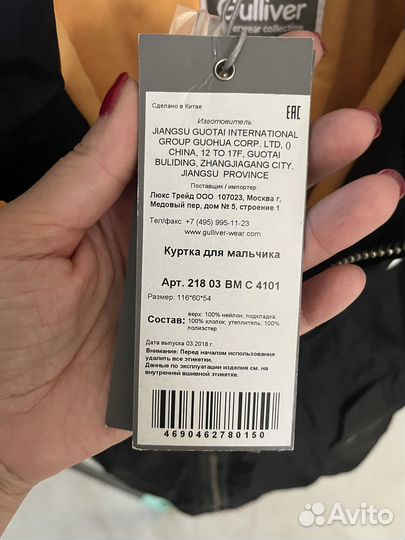 Gulliver
erwear collection
Сделано в Китае
EAC
Изготовитель:
JIANGSU GUOTAI INTERNATIONAL
GROUP GUOHUA CORP. LTD. ()
CHINA, 12 TO 17F, GUOTAI
BULIDING, ZHANGJIAGANG CITY,
JIANGSU PROVINCE
Поставщик / импортер:
Люкс Трейд ООО 107023, Москва г,
Медовый пер, дом № 5, строение 1
Тел/факс +7 (495) 995-11-23
www.gulliver-wear.com
Куртка для мальчика
Арт. 218 03 BM C 4101
Размер: 116*60*54
Состав: верх: 100% нейлон; подкладка:
100% хлопок; утеплитель: 100%
полиэстер
Дата выпуска 03.2018 г.
Внимание: Перед началом использования
удалить все этикетки.
Данные по эксплуатации изделия см. на
внутренней вшивной этикетке.
4690462780150
Avito